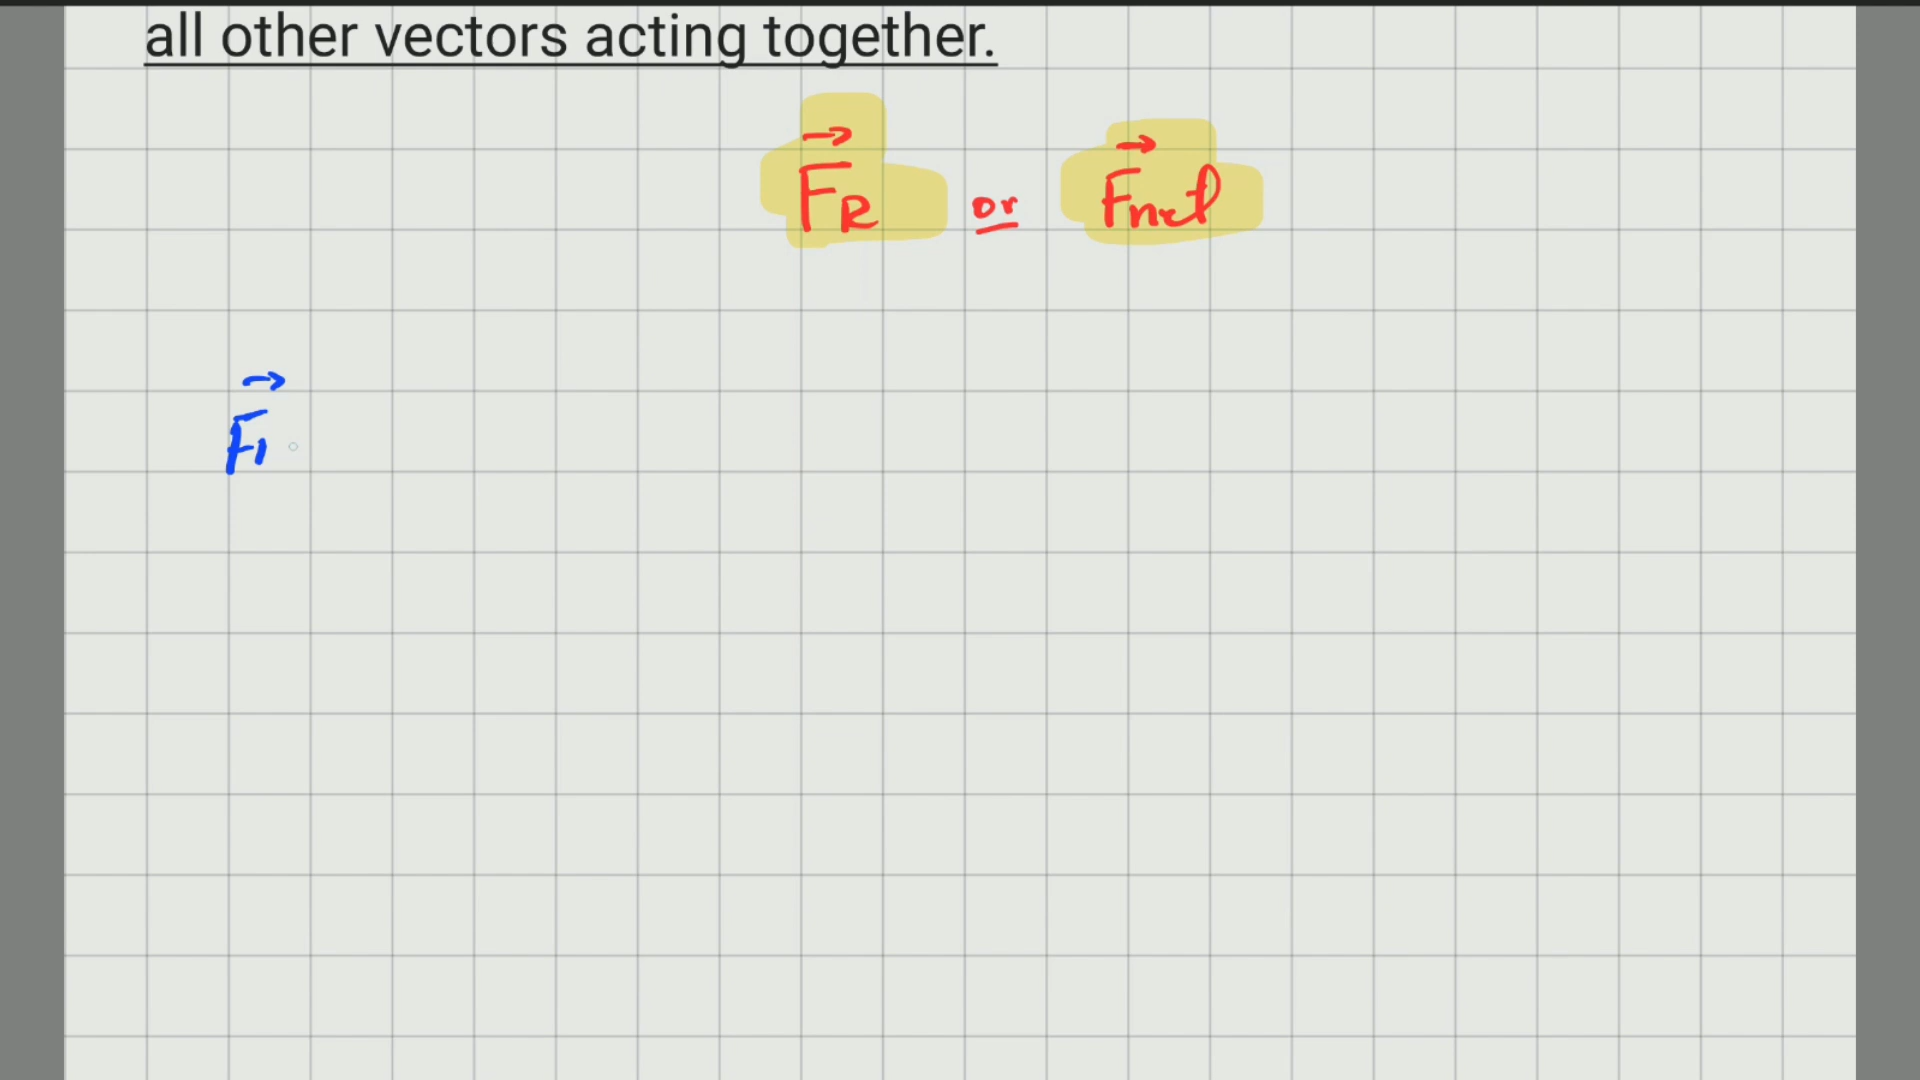 all other vectors acting together.
F⃗R or F⃗net
F⃗1